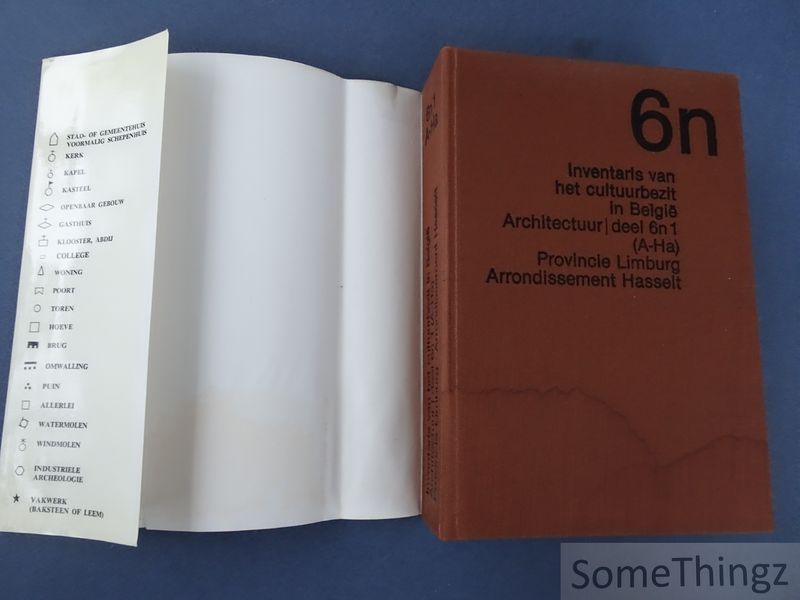 STAD- OF GEMEENTEHUIS
VOORMALIG SCHEPENHUIS
KERK
KAPEL
KASTEEL
OPENBAAR GEBOUW
GASTHUIS
KLOOSTER, ABDIJ
COLLEGE
WONING
POORT
TOREN
HOEVE
BRUG
OMWALLING
PUIN
ALLERLEI
WATERMOLEN
WINDMOLEN
INDUSTRIELE
ARCHEOLOGIE
VAKWERK
(BAKSTEEN OF LEEM)
6n 1
A-Ha
6n
Inventaris van
het cultuurbezit
in België
Architectuur|deel 6n1
(A-Ha)
Provincie Limburg
Arrondissement Hasselt
SomeThingz